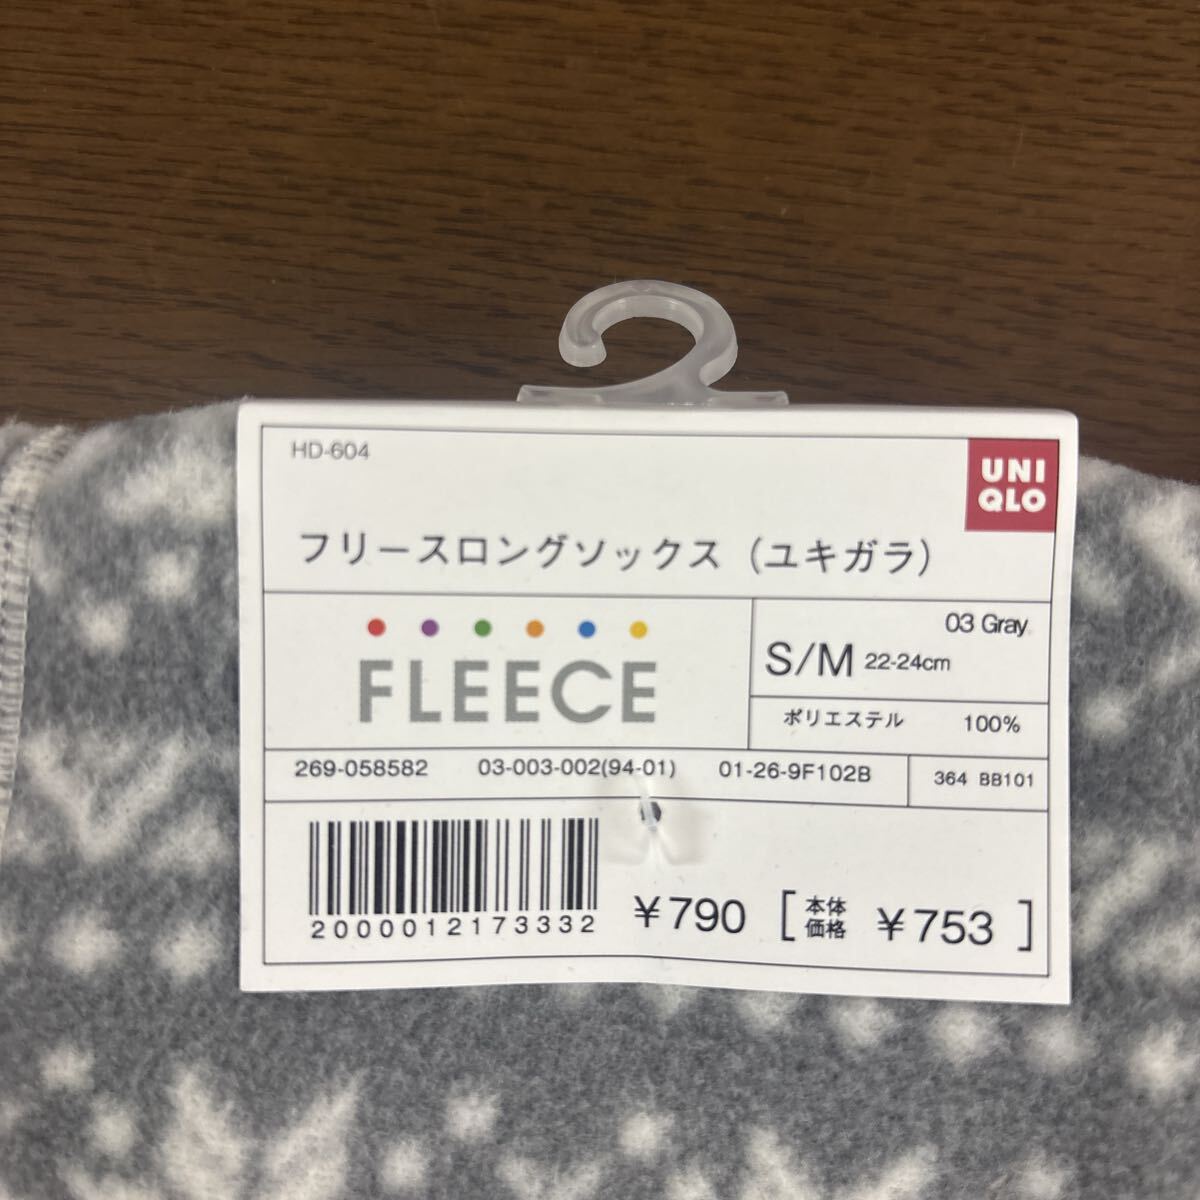 HD-604
UNI
QLO
フリースロングソックス (ユキガラ)
FLEECE
03 Gray
S/M 22-24cm
ポリエステル 100%
269-058582 03-003-002(94-01) 01-26-9F102B 364 BB101
2000012173332
¥790 [本体価格 ¥753]